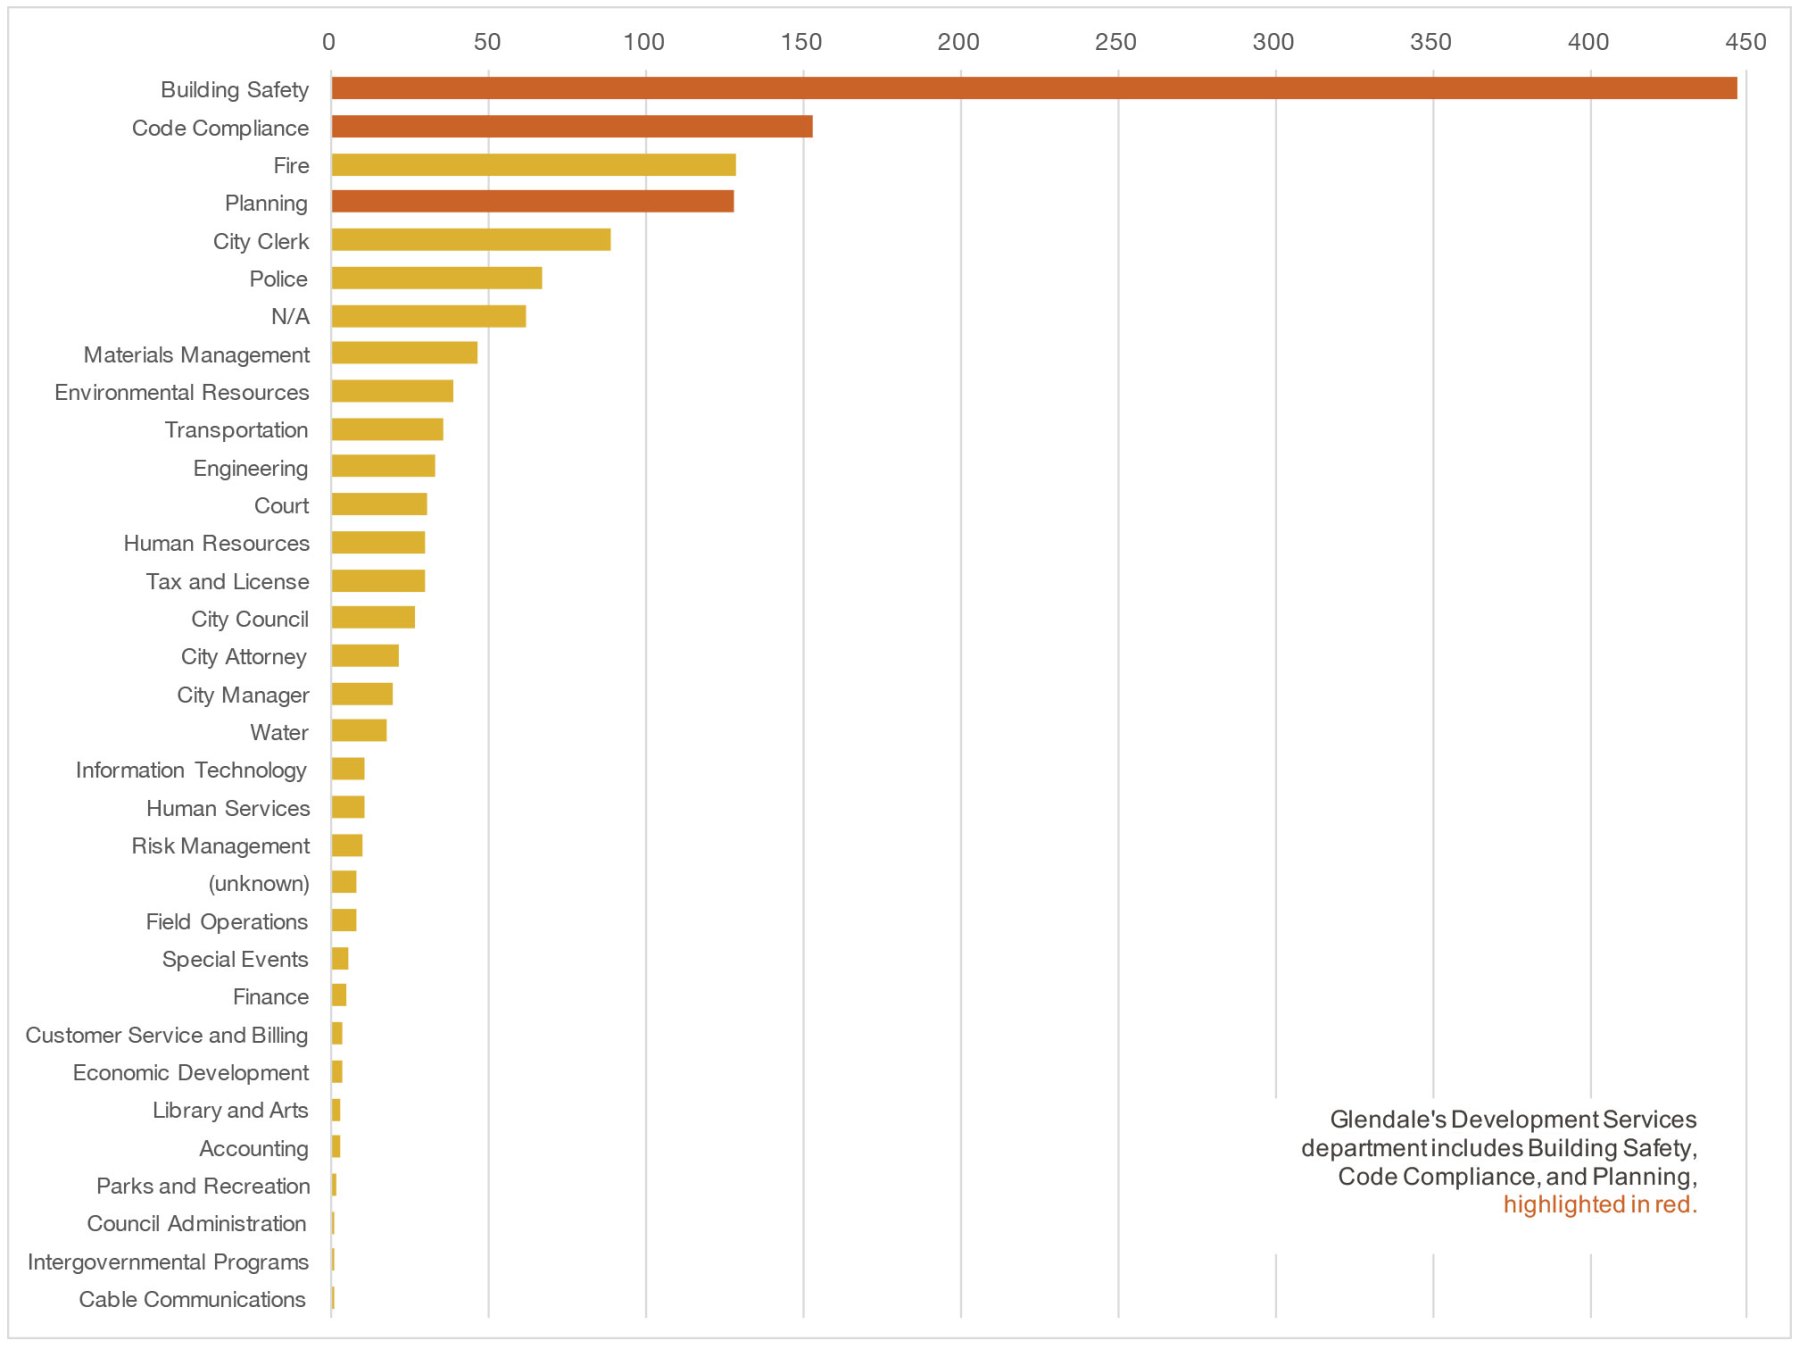 0 50 100 150 200 250 300 350 400 450
Building Safety
Code Compliance
Fire
Planning
City Clerk
Police
N/A
Materials Management
Environmental Resources
Transportation
Engineering
Court
Human Resources
Tax and License
City Council
City Attorney
City Manager
Water
Information Technology
Human Services
Risk Management
(unknown)
Field Operations
Special Events
Finance
Customer Service and Billing
Economic Development
Library and Arts
Accounting
Parks and Recreation
Council Administration
Intergovernmental Programs
Cable Communications
Glendale's Development Services
department includes Building Safety,
Code Compliance, and Planning,
highlighted in red.